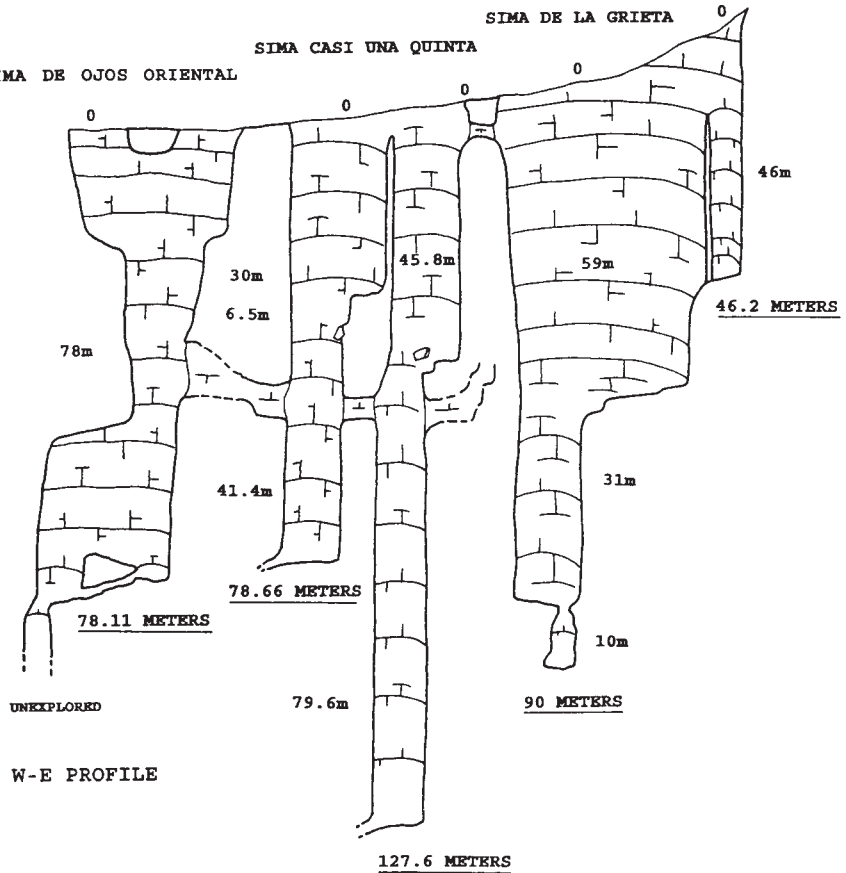 SIMA DE LA GRIETA
0
SIMA CASI UNA QUINTA
IMA DE OJOS ORIENTAL
0
0
0
0
46m
45.8m
59m
30m
6.5m
46.2 METERS
78m
41.4m
31m
78.66 METERS
78.11 METERS
10m
79.6m
90 METERS
UNEXPLORED
W-E PROFILE
127.6 METERS